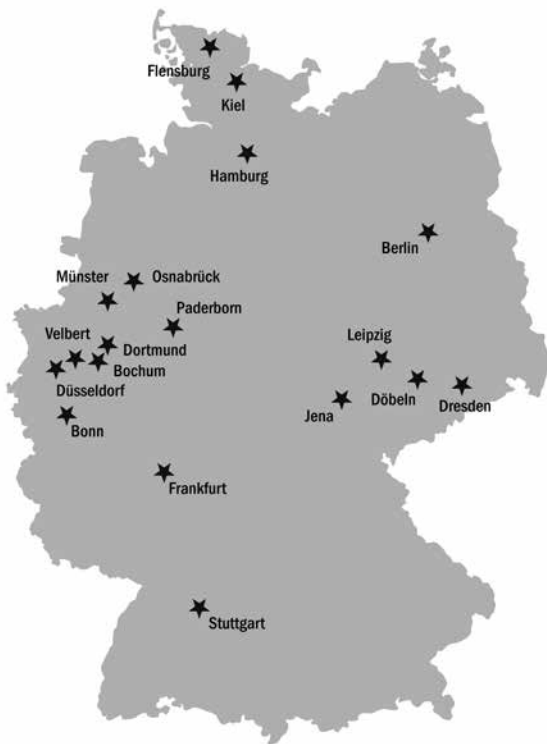 Flensburg
Kiel
Hamburg
Berlin
Osnabrück
Münster
Paderborn
Velbert
Dortmund
Leipzig
Bochum
Düsseldorf
Döbeln
Dresden
Jena
Bonn
Frankfurt
Stuttgart